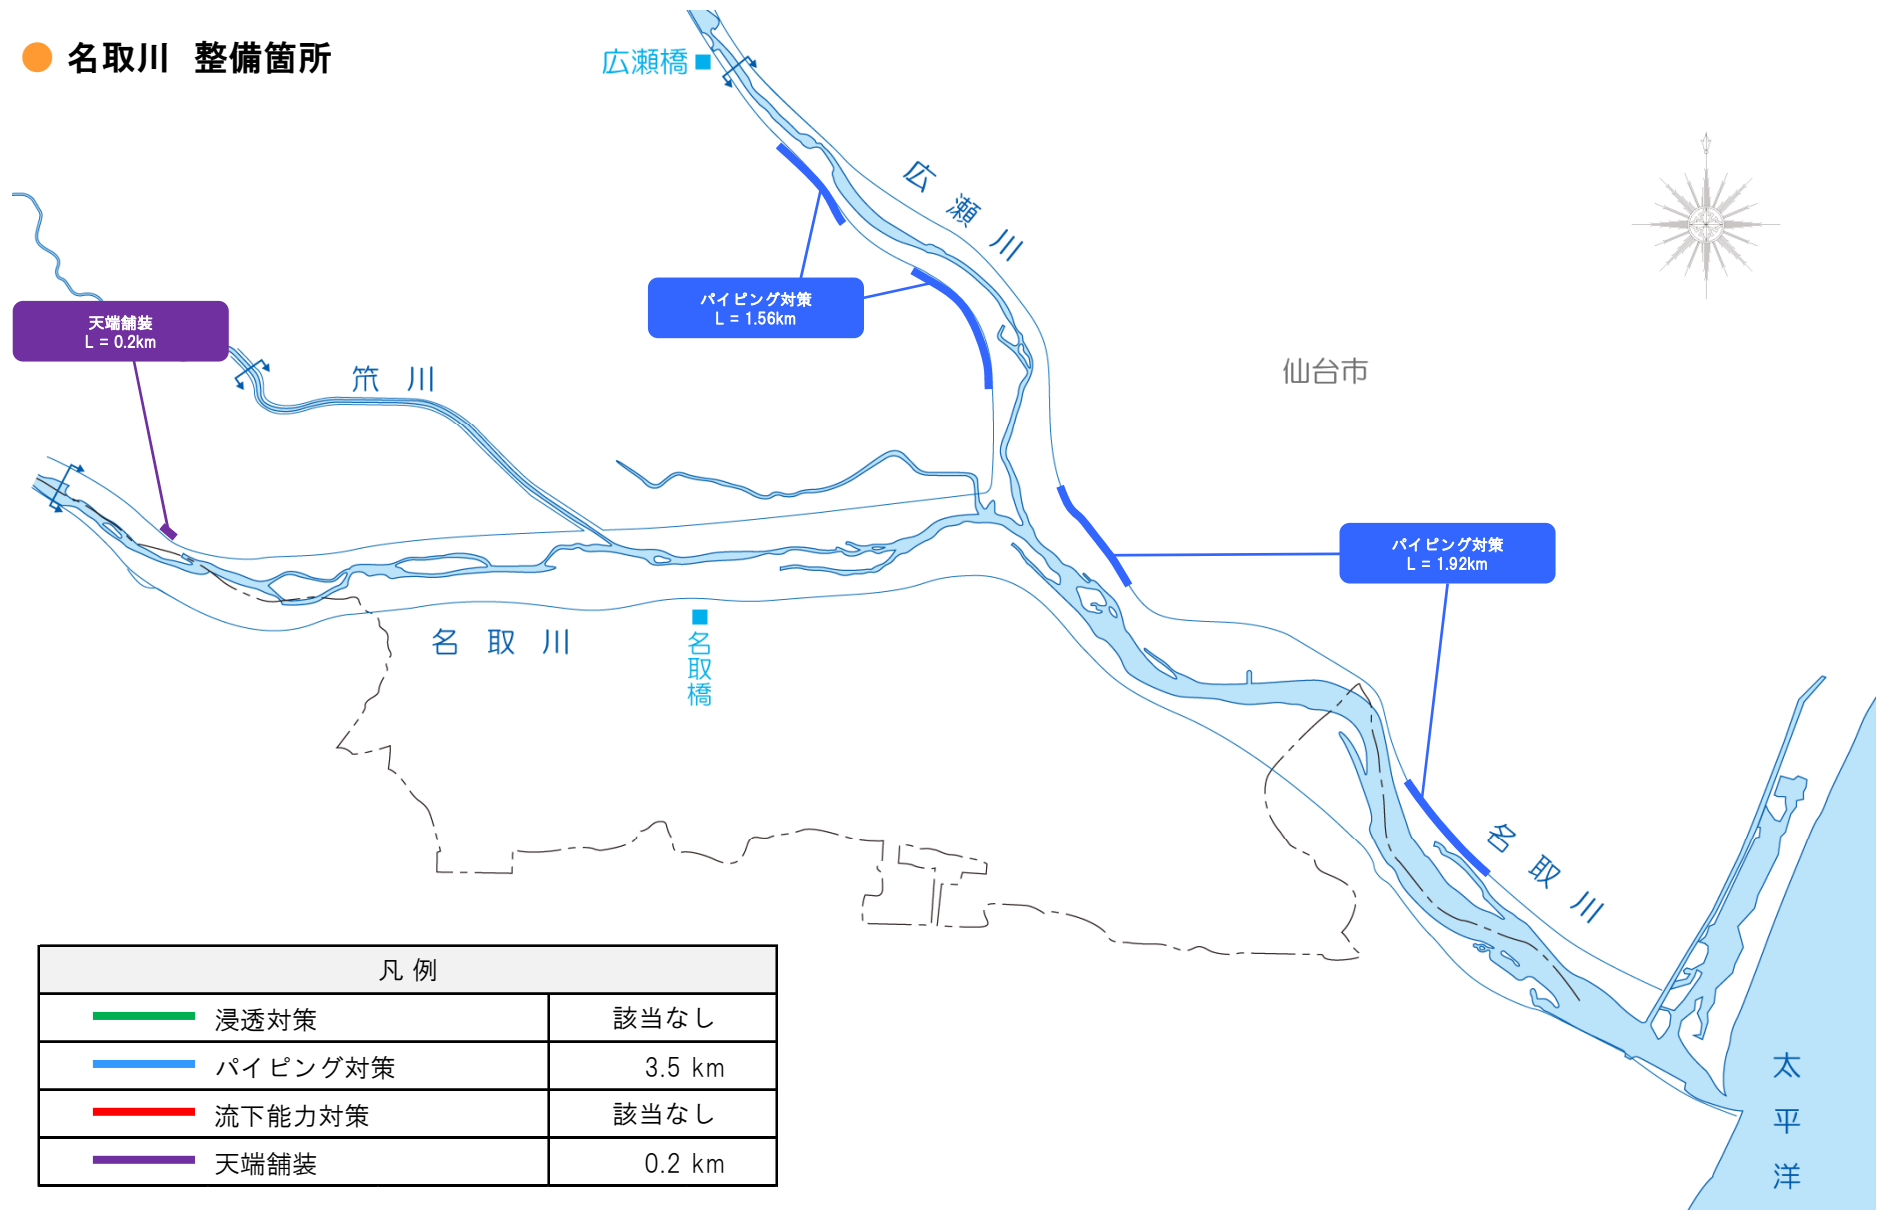 名取川　整備箇所
広瀬橋
広瀬川
パイピング対策
L = 1.56km
天端舗装
L = 0.2km
笊川
仙台市
パイピング対策
L = 1.92km
名取川
名取橋
名取川
太平洋
凡 例
浸透対策 該当なし
パイピング対策 3.5 km
流下能力対策 該当なし
天端舗装 0.2 km